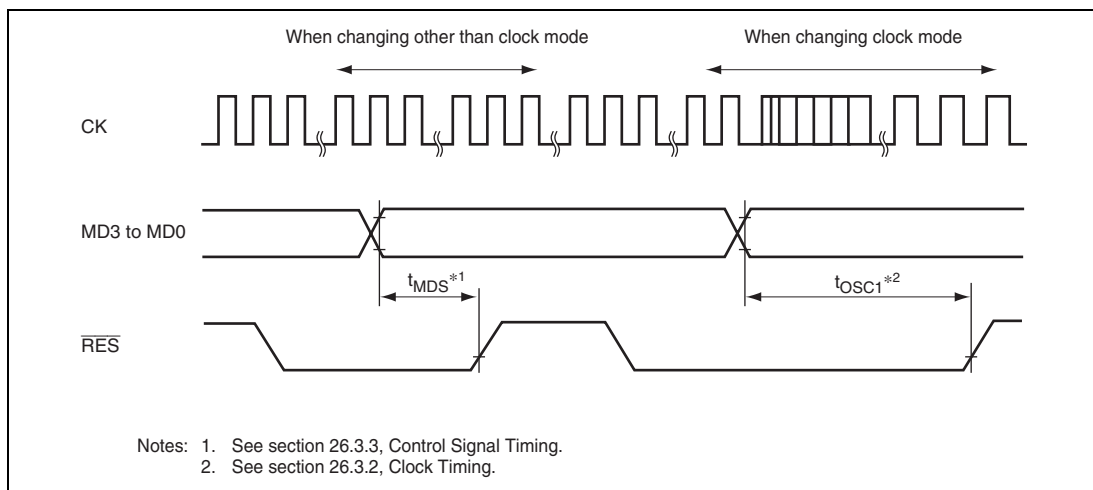 When changing other than clock mode
When changing clock mode
CK
MD3 to MD0
tMDS*1
tOSC1*2
RES
Notes: 1. See section 26.3.3, Control Signal Timing.
2. See section 26.3.2, Clock Timing.